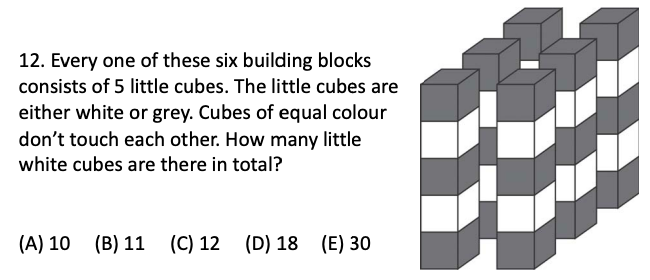 12. Every one of these six building blocks
consists of 5 little cubes. The little cubes are
either white or grey. Cubes of equal colour
don’t touch each other. How many little
white cubes are there in total?
(A) 10 (B) 11 (C) 12 (D) 18 (E) 30